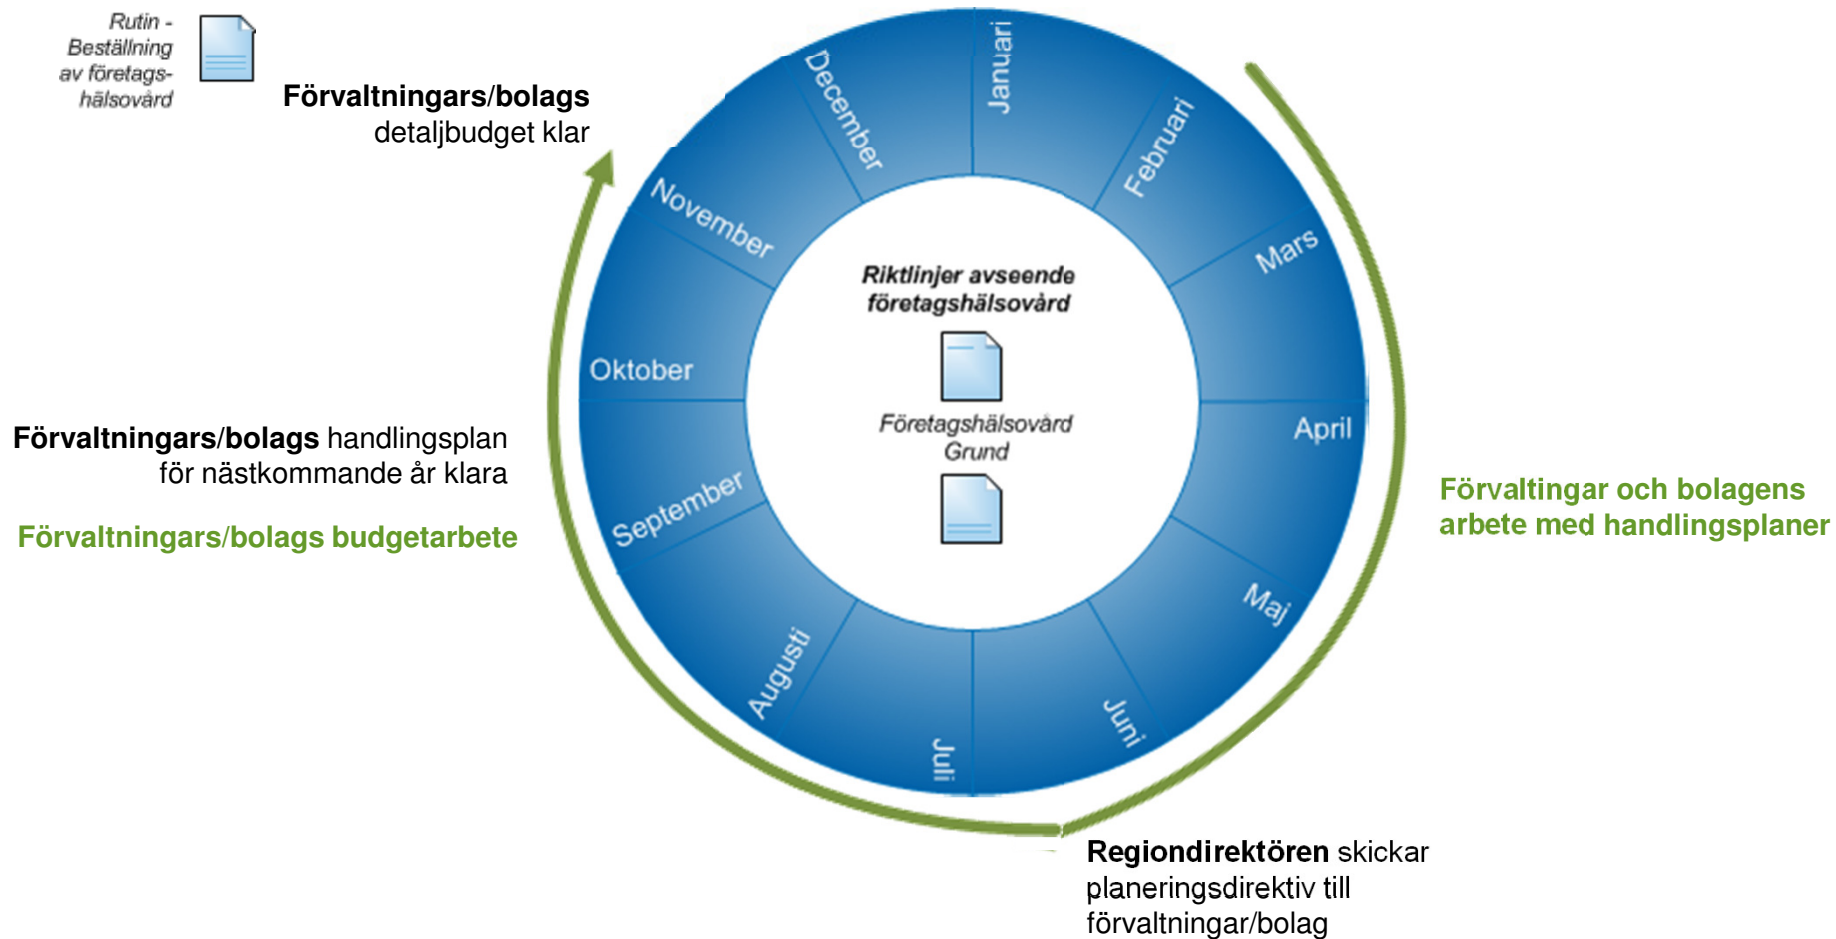 Rutin -
Beställning
av företags-
hälsovård
Förvaltningars/bolags
detaljbudget klar
Januari
Februari
Mars
April
Maj
Juni
Juli
Augusti
September
Oktober
November
December
Riktlinjer avseende
företagshälsovård
Företagshälsovård
Grund
Förvaltningars/bolags handlingsplan
för nästkommande år klara
Förvaltningars/bolags budgetarbete
Förvaltingar och bolagens
arbete med handlingsplaner
Regiondirektören skickar
planeringsdirektiv till
förvaltningar/bolag